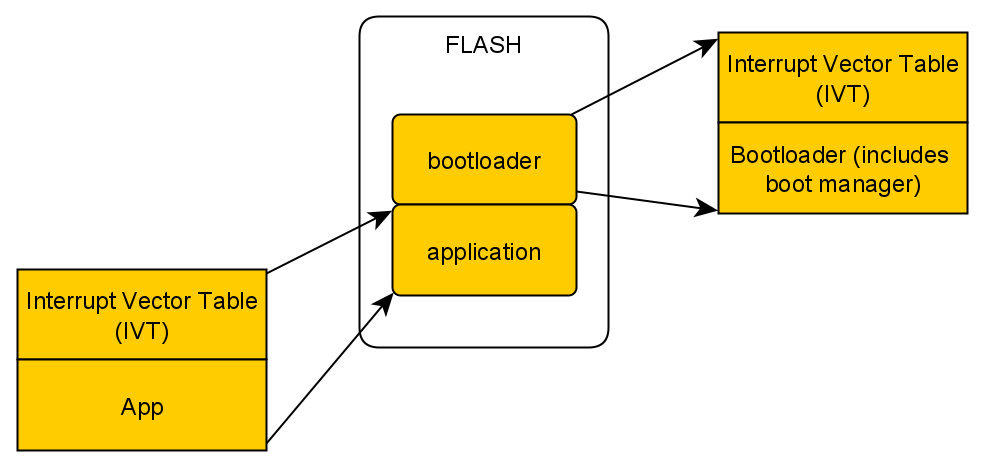 FLASH
bootloader
application
Interrupt Vector Table
(IVT)
Bootloader (includes
boot manager)
Interrupt Vector Table
(IVT)
App